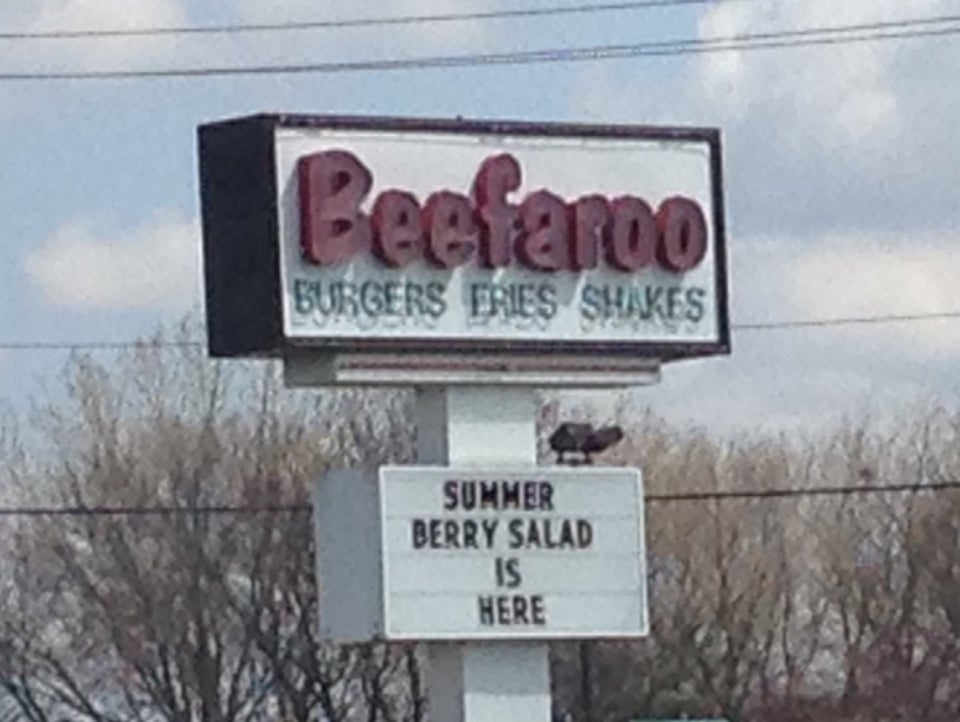 Beefaroo
BURGERS FRIES SHAKES
SUMMER
BERRY SALAD
IS
HERE